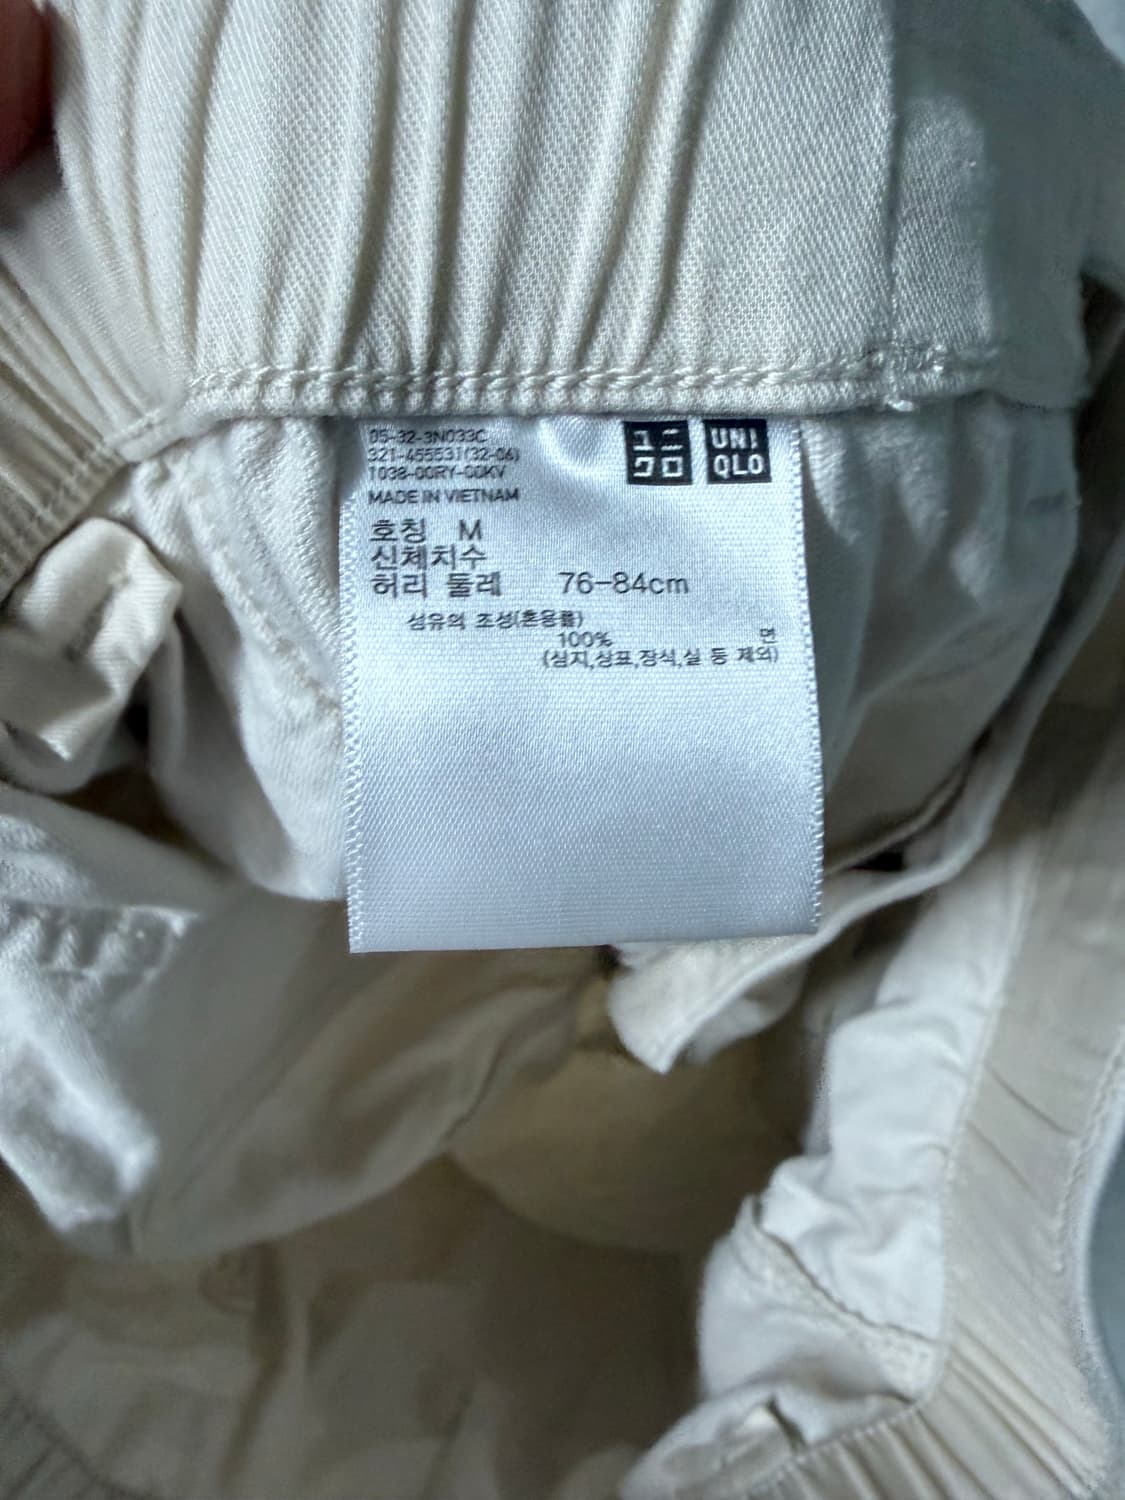 05-32-3N033C
321-455531(32-06)
1038-00RY-00KV
MADE IN VIETNAM
ユニ
クロ
UNI
QLO
호칭 M
신체치수
허리 둘레 76-84cm
섬유의 조성(혼용률)
100% 면
(심지,상표,장식,실 등 제외)